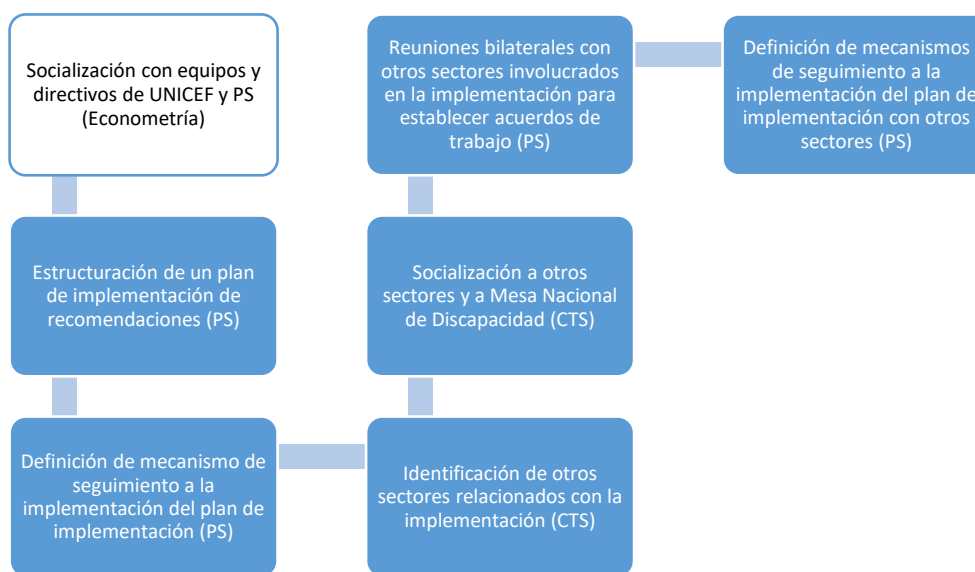 Socialización con equipos y
directivos de UNICEF y PS
(Econometría)
Estructuración de un plan
de implementación de
recomendaciones (PS)
Definición de mecanismo de
seguimiento a la
implementación del plan de
implementación (PS)
Identificación de otros
sectores relacionados con la
implementación (CTS)
Socialización a otros
sectores y a Mesa Nacional
de Discapacidad (CTS)
Reuniones bilaterales con
otros sectores involucrados
en la implementación para
establecer acuerdos de
trabajo (PS)
Definición de mecanismos
de seguimiento a la
implementación del plan de
implementación con otros
sectores (PS)